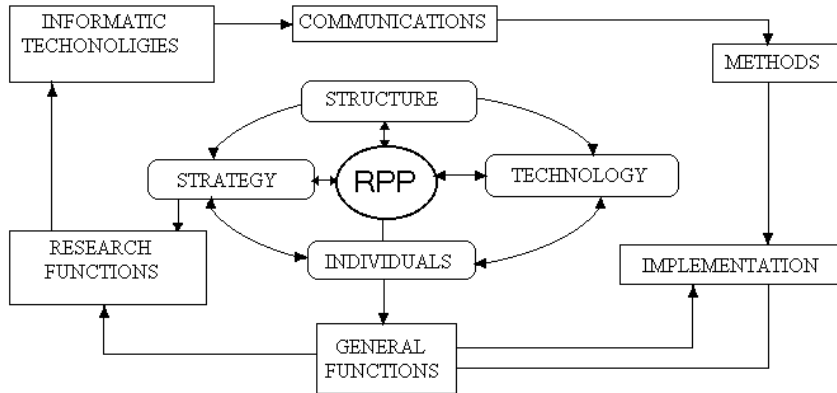 INFORMATIC
TECHONOLIGIES
COMMUNICATIONS
METHODS
STRUCTURE
STRATEGY
RPP
TECHNOLOGY
RESEARCH
FUNCTIONS
INDIVIDUALS
IMPLEMENTATION
GENERAL
FUNCTIONS